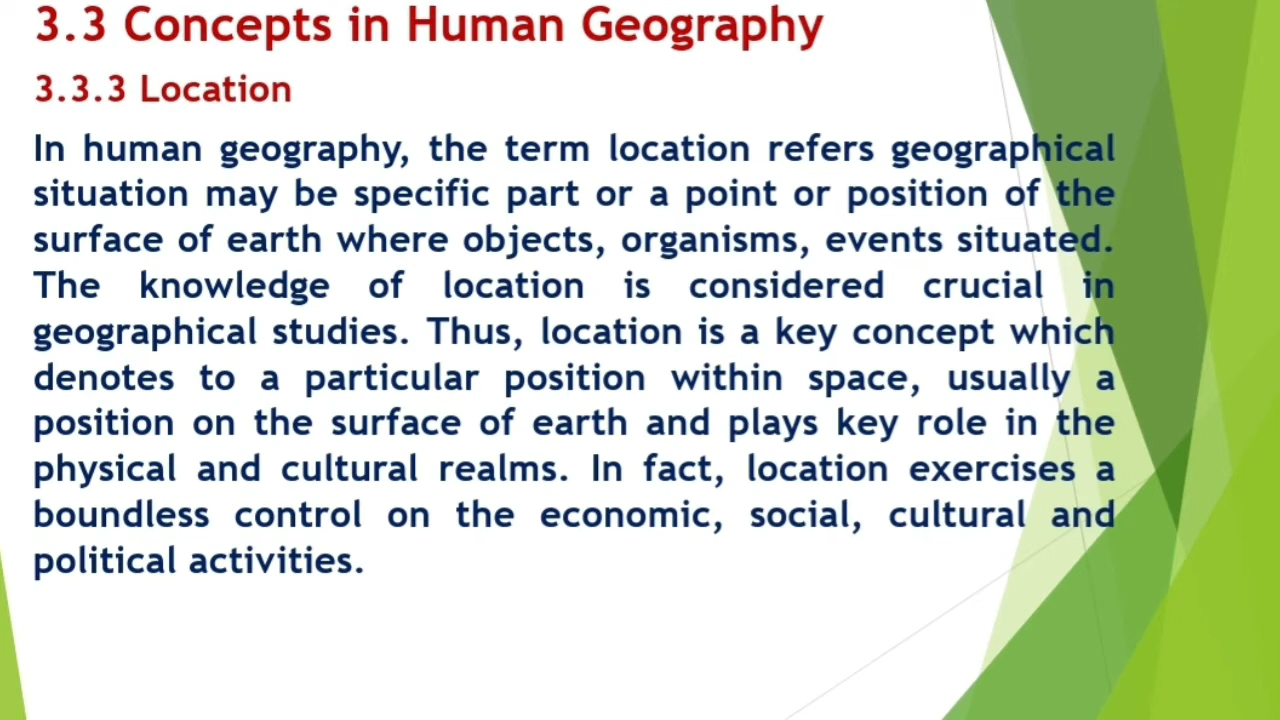 3.3 Concepts in Human Geography
3.3.3 Location
In human geography, the term location refers geographical
situation may be specific part or a point or position of the
surface of earth where objects, organisms, events situated.
The knowledge of location is considered crucial in
geographical studies. Thus, location is a key concept which
denotes to a particular position within space, usually a
position on the surface of earth and plays key role in the
physical and cultural realms. In fact, location exercises a
boundless control on the economic, social, cultural and
political activities.